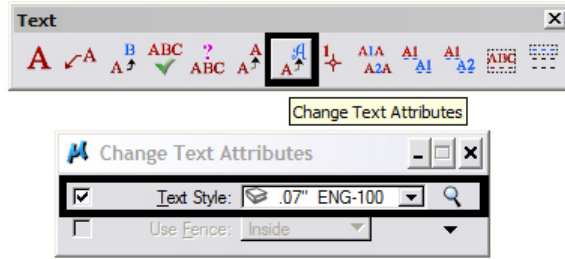 Text
A A A B ABC ? ABC A A A A 1 A1A A2A A1 A1 A1 A2 ABC
Change Text Attributes
Change Text Attributes
Text Style: .07" ENG-100
Use Fence: Inside